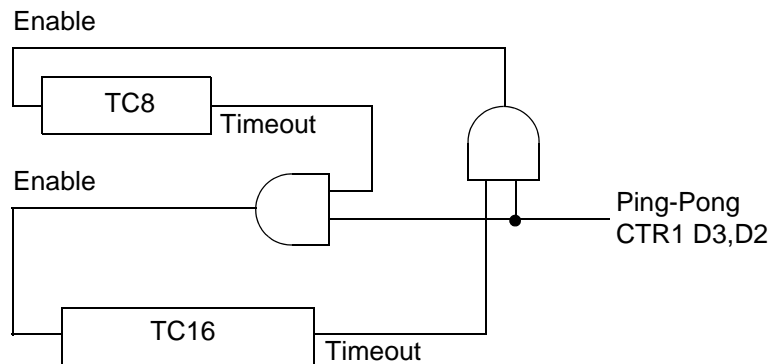 Enable
TC8
Timeout
Enable
Ping-Pong
CTR1 D3,D2
TC16
Timeout